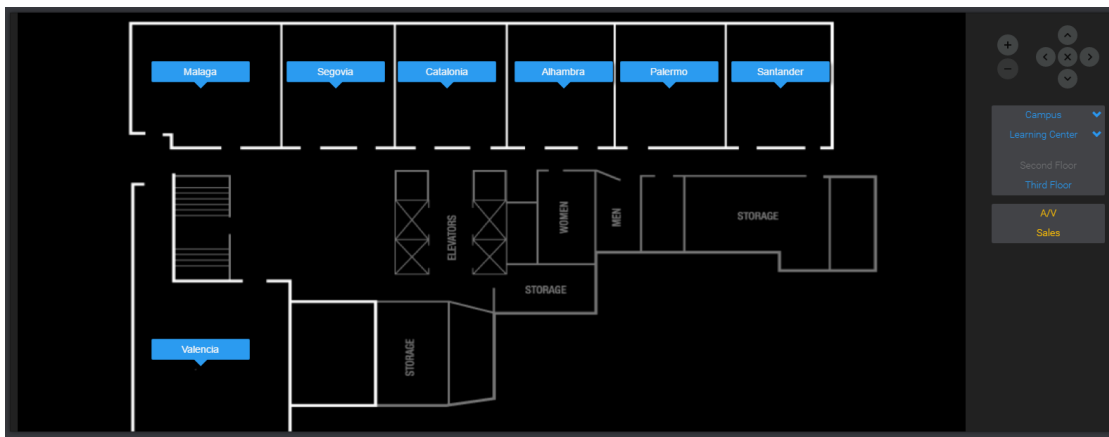 Malaga
Segovia
Catalonia
Alhambra
Palermo
Santander
Campus
Learning Center
Second Floor
Third Floor
A/V
Sales
ELEVATORS
WOMEN
MEN
STORAGE
STORAGE
Valencia
STORAGE